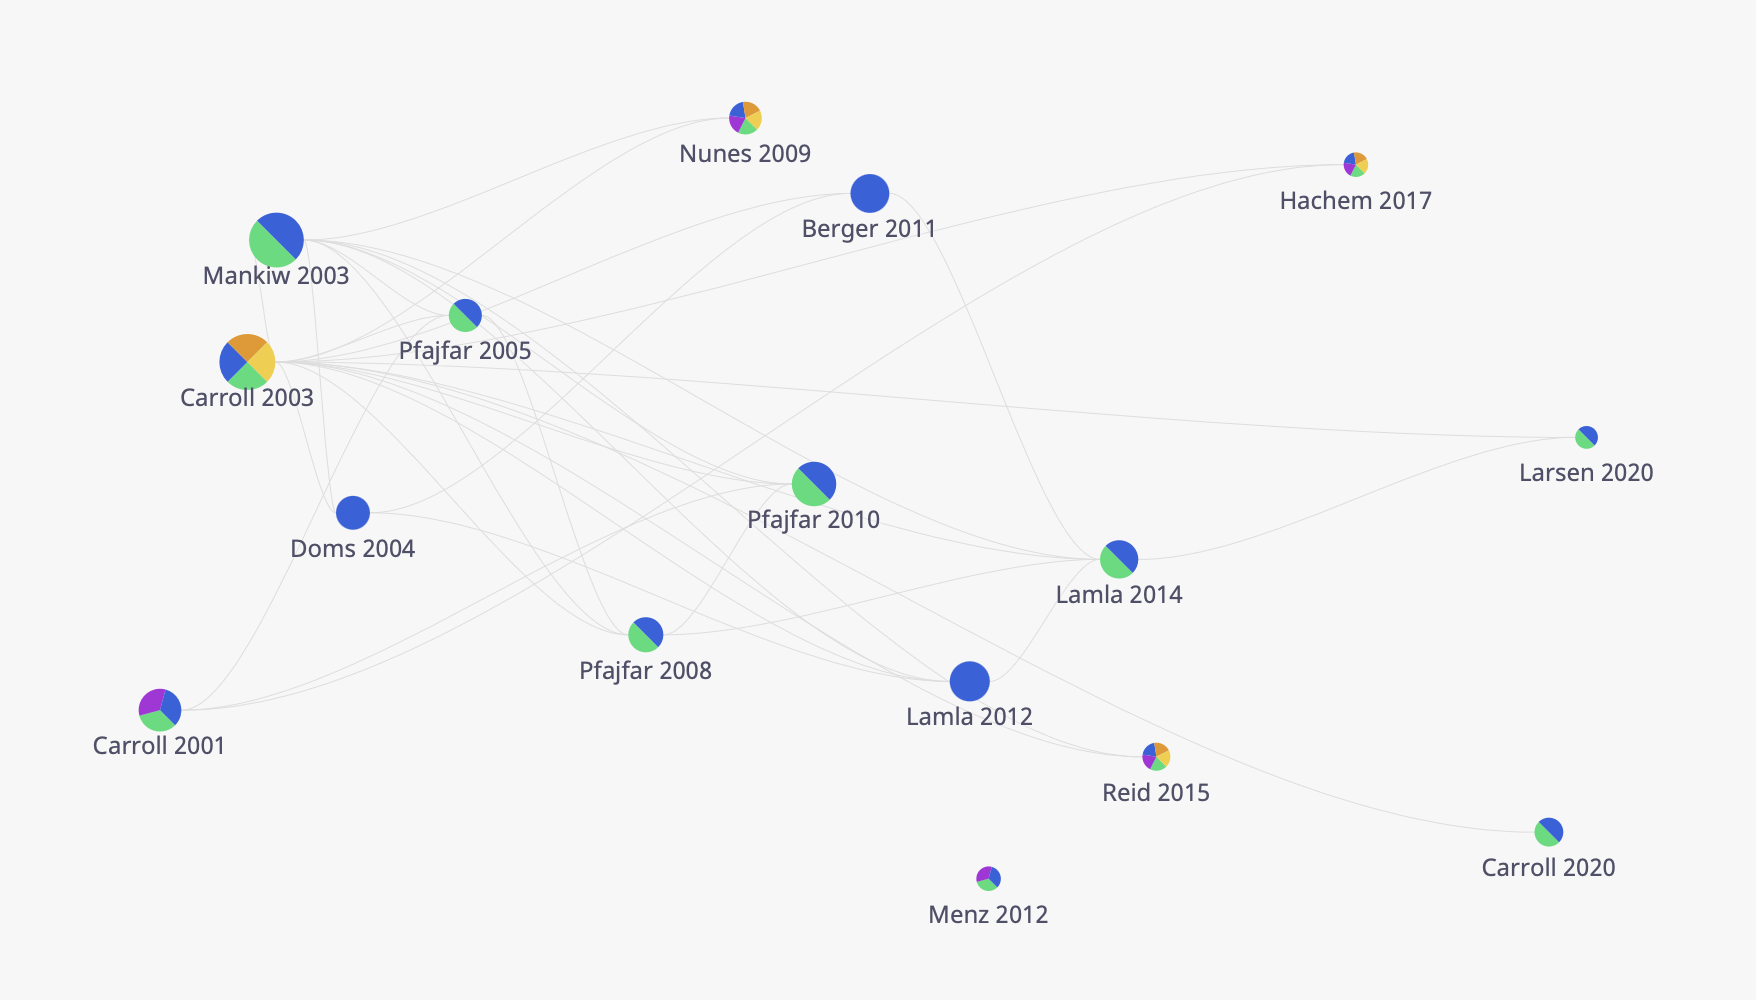 Nunes 2009
Hachem 2017
Berger 2011
Mankiw 2003
Pfajfar 2005
Carroll 2003
Larsen 2020
Pfajfar 2010
Doms 2004
Lamla 2014
Pfajfar 2008
Lamla 2012
Carroll 2001
Reid 2015
Carroll 2020
Menz 2012